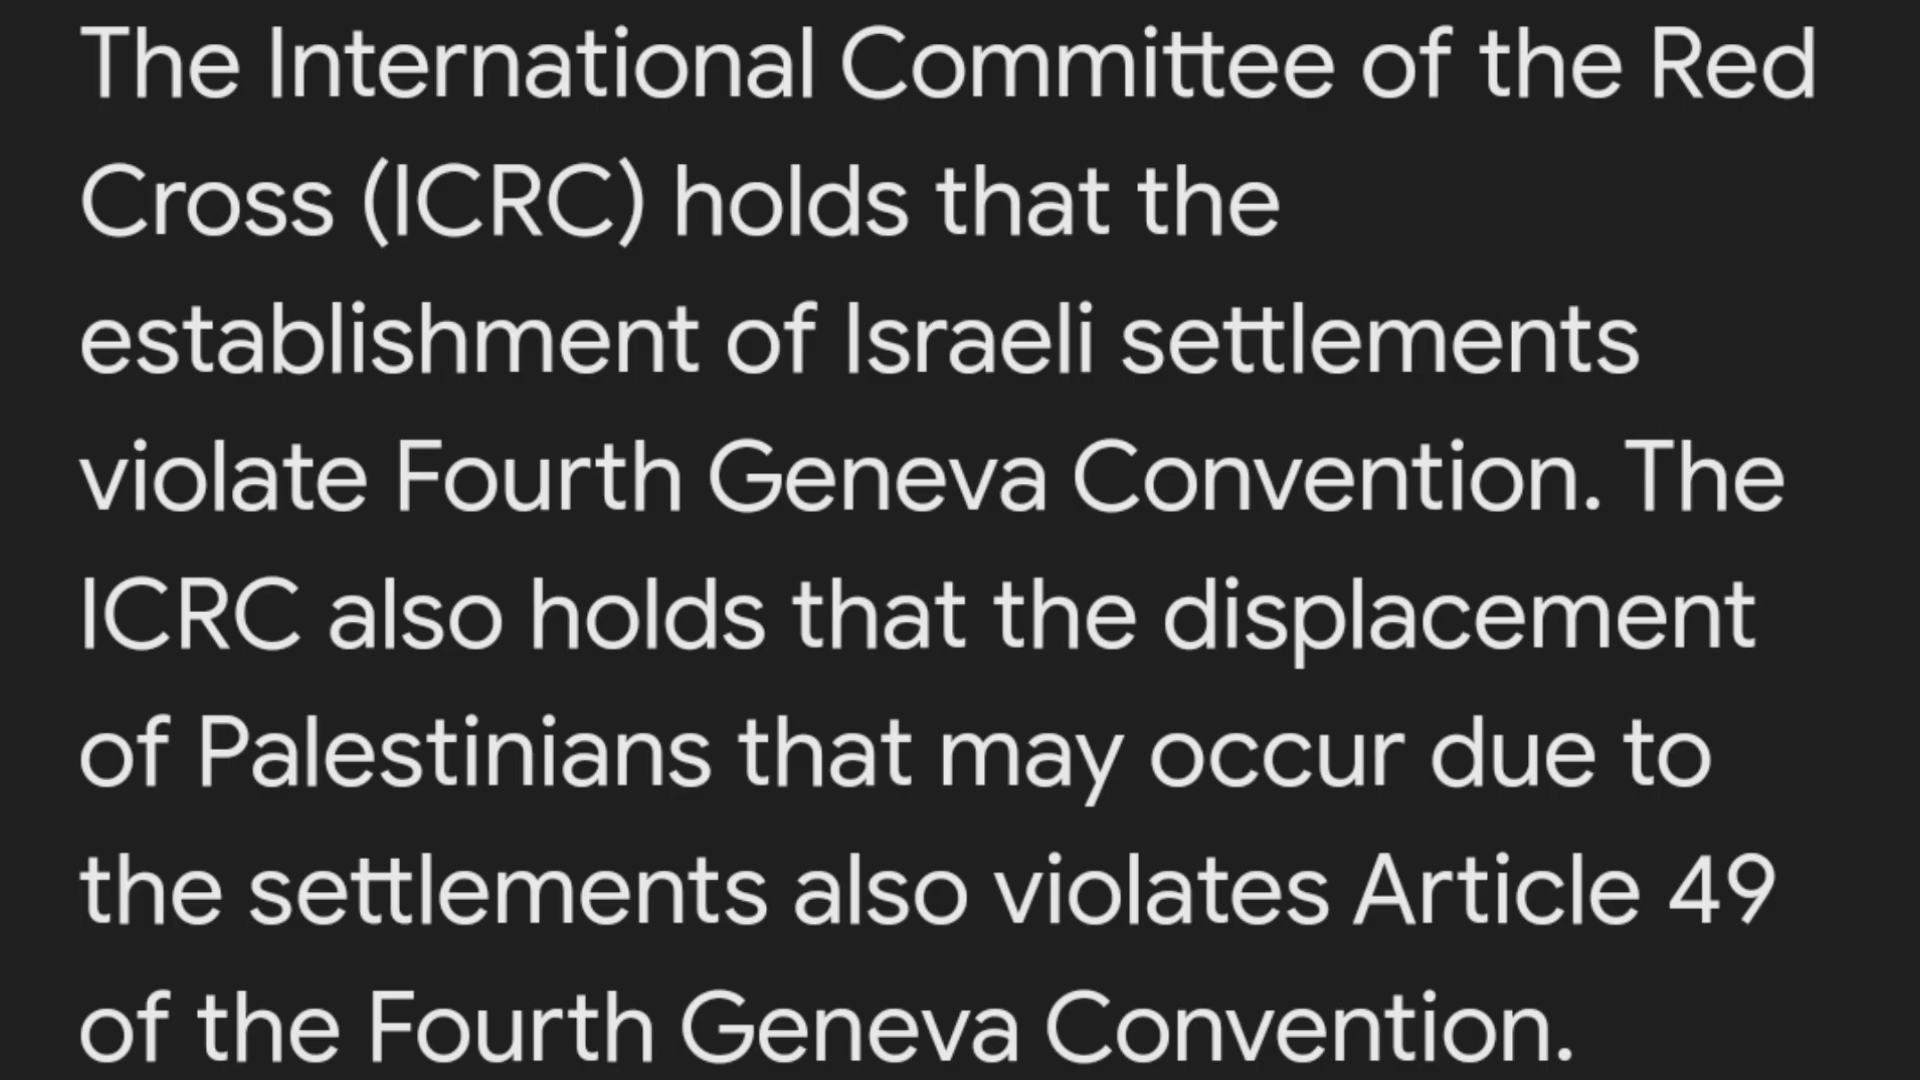 The International Committee of the Red
Cross (ICRC) holds that the
establishment of Israeli settlements
violate Fourth Geneva Convention. The
ICRC also holds that the displacement
of Palestinians that may occur due to
the settlements also violates Article 49
of the Fourth Geneva Convention.